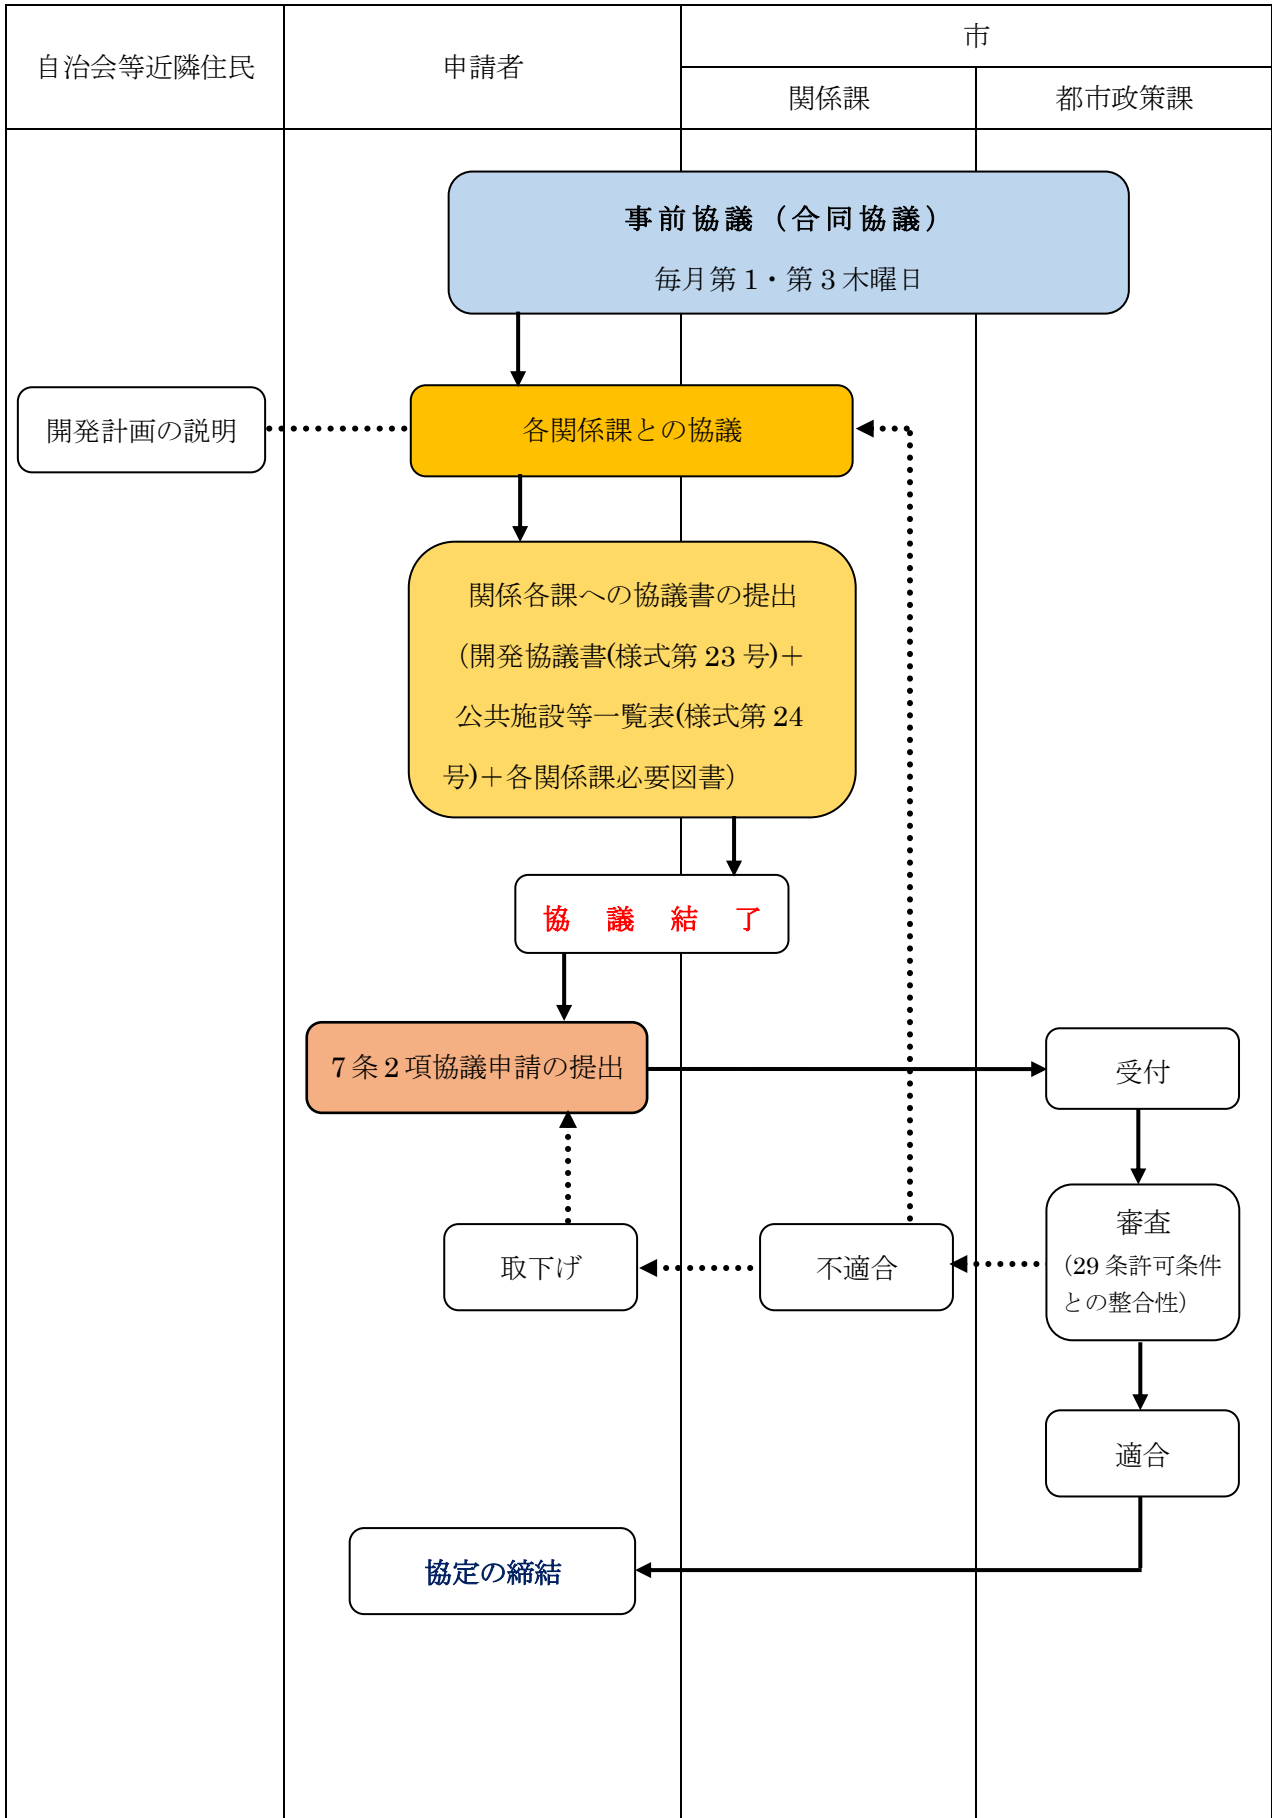 自治会等近隣住民
申請者
市
関係課
都市政策課
事前協議（合同協議）
毎月第1・第3木曜日
開発計画の説明
各関係課との協議
関係各課への協議書の提出
（開発協議書(様式第23号)＋
公共施設等一覧表(様式第24
号)＋各関係課必要図書）
協議結了
7条2項協議申請の提出
受付
審査
（29条許可条件
との整合性）
取下げ
不適合
適合
協定の締結